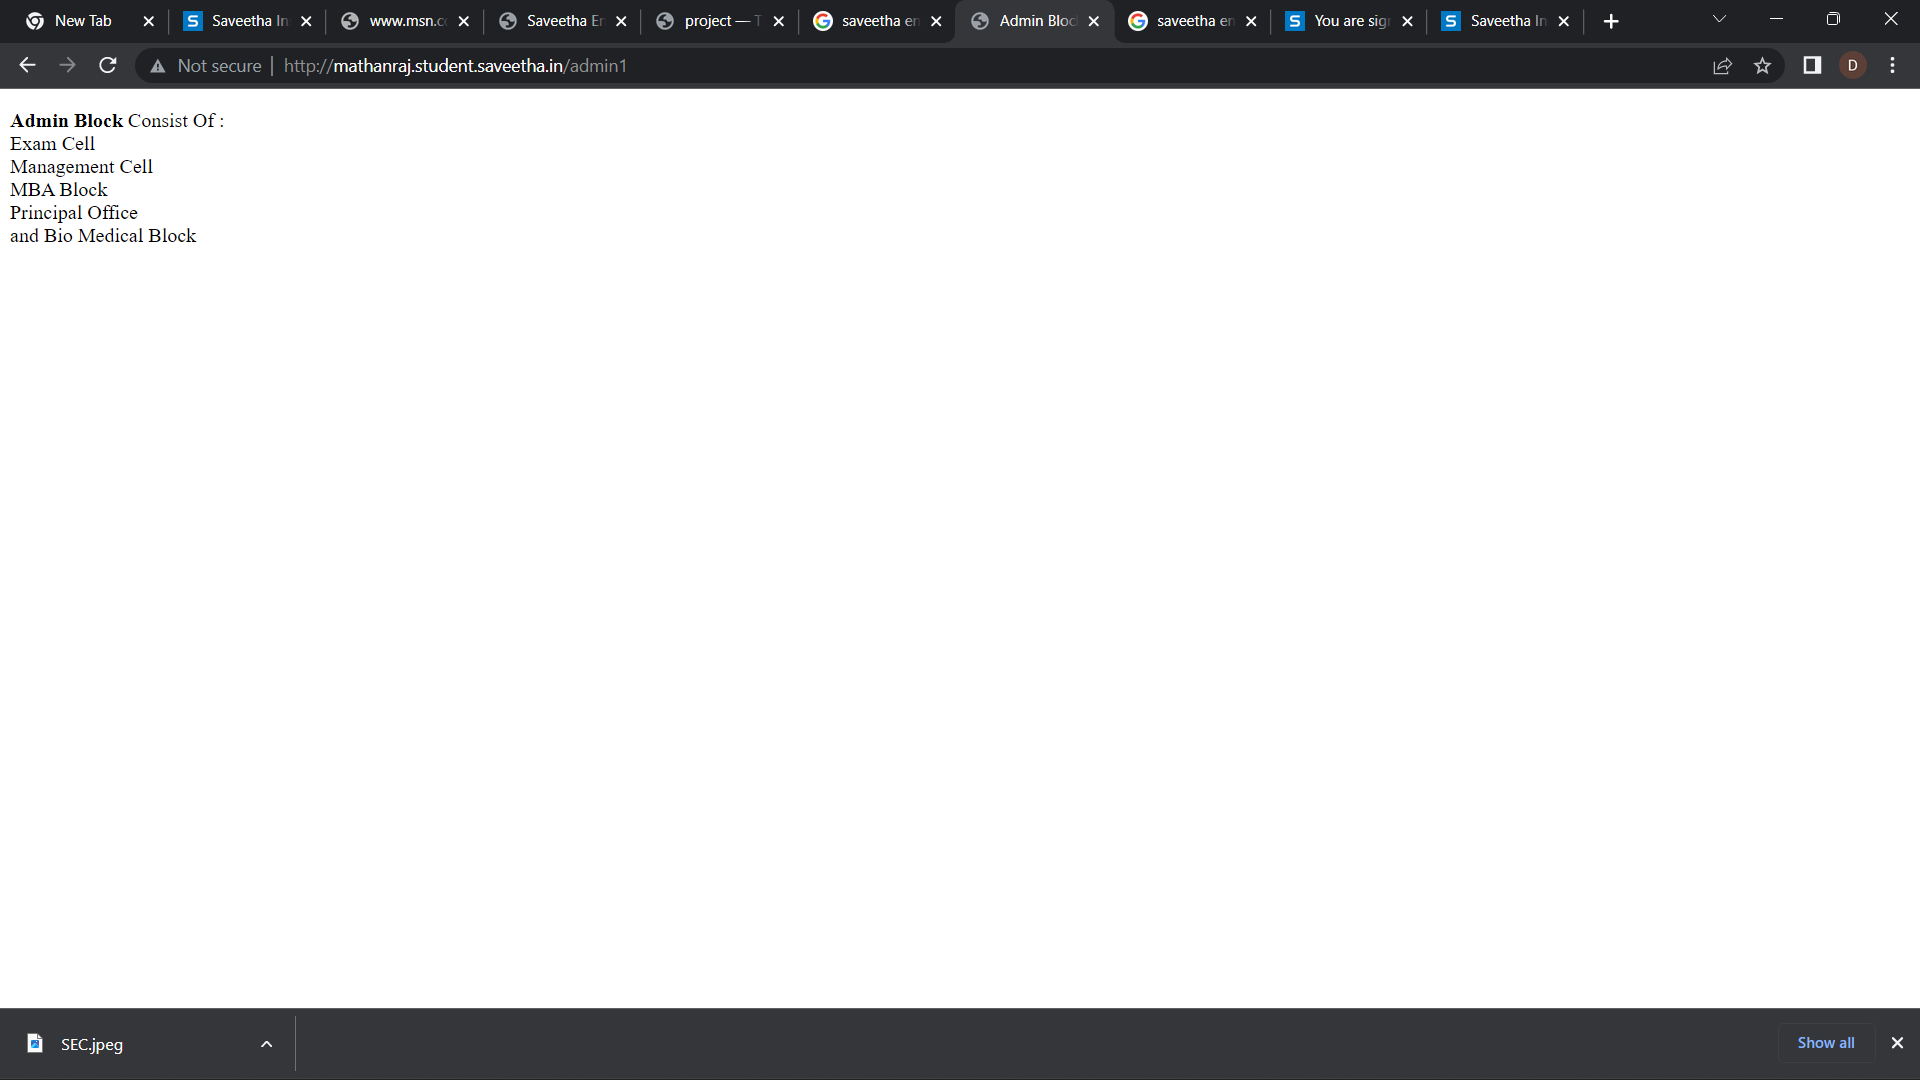 New Tab
Saveetha In
www.msn.c
Saveetha En
project — T
saveetha en
Admin Bloc
saveetha en
You are sig
Saveetha In
Not secure
http://mathanraj.student.saveetha.in/admin1
D
Admin Block Consist Of :
Exam Cell
Management Cell
MBA Block
Principal Office
and Bio Medical Block
SEC.jpeg
Show all